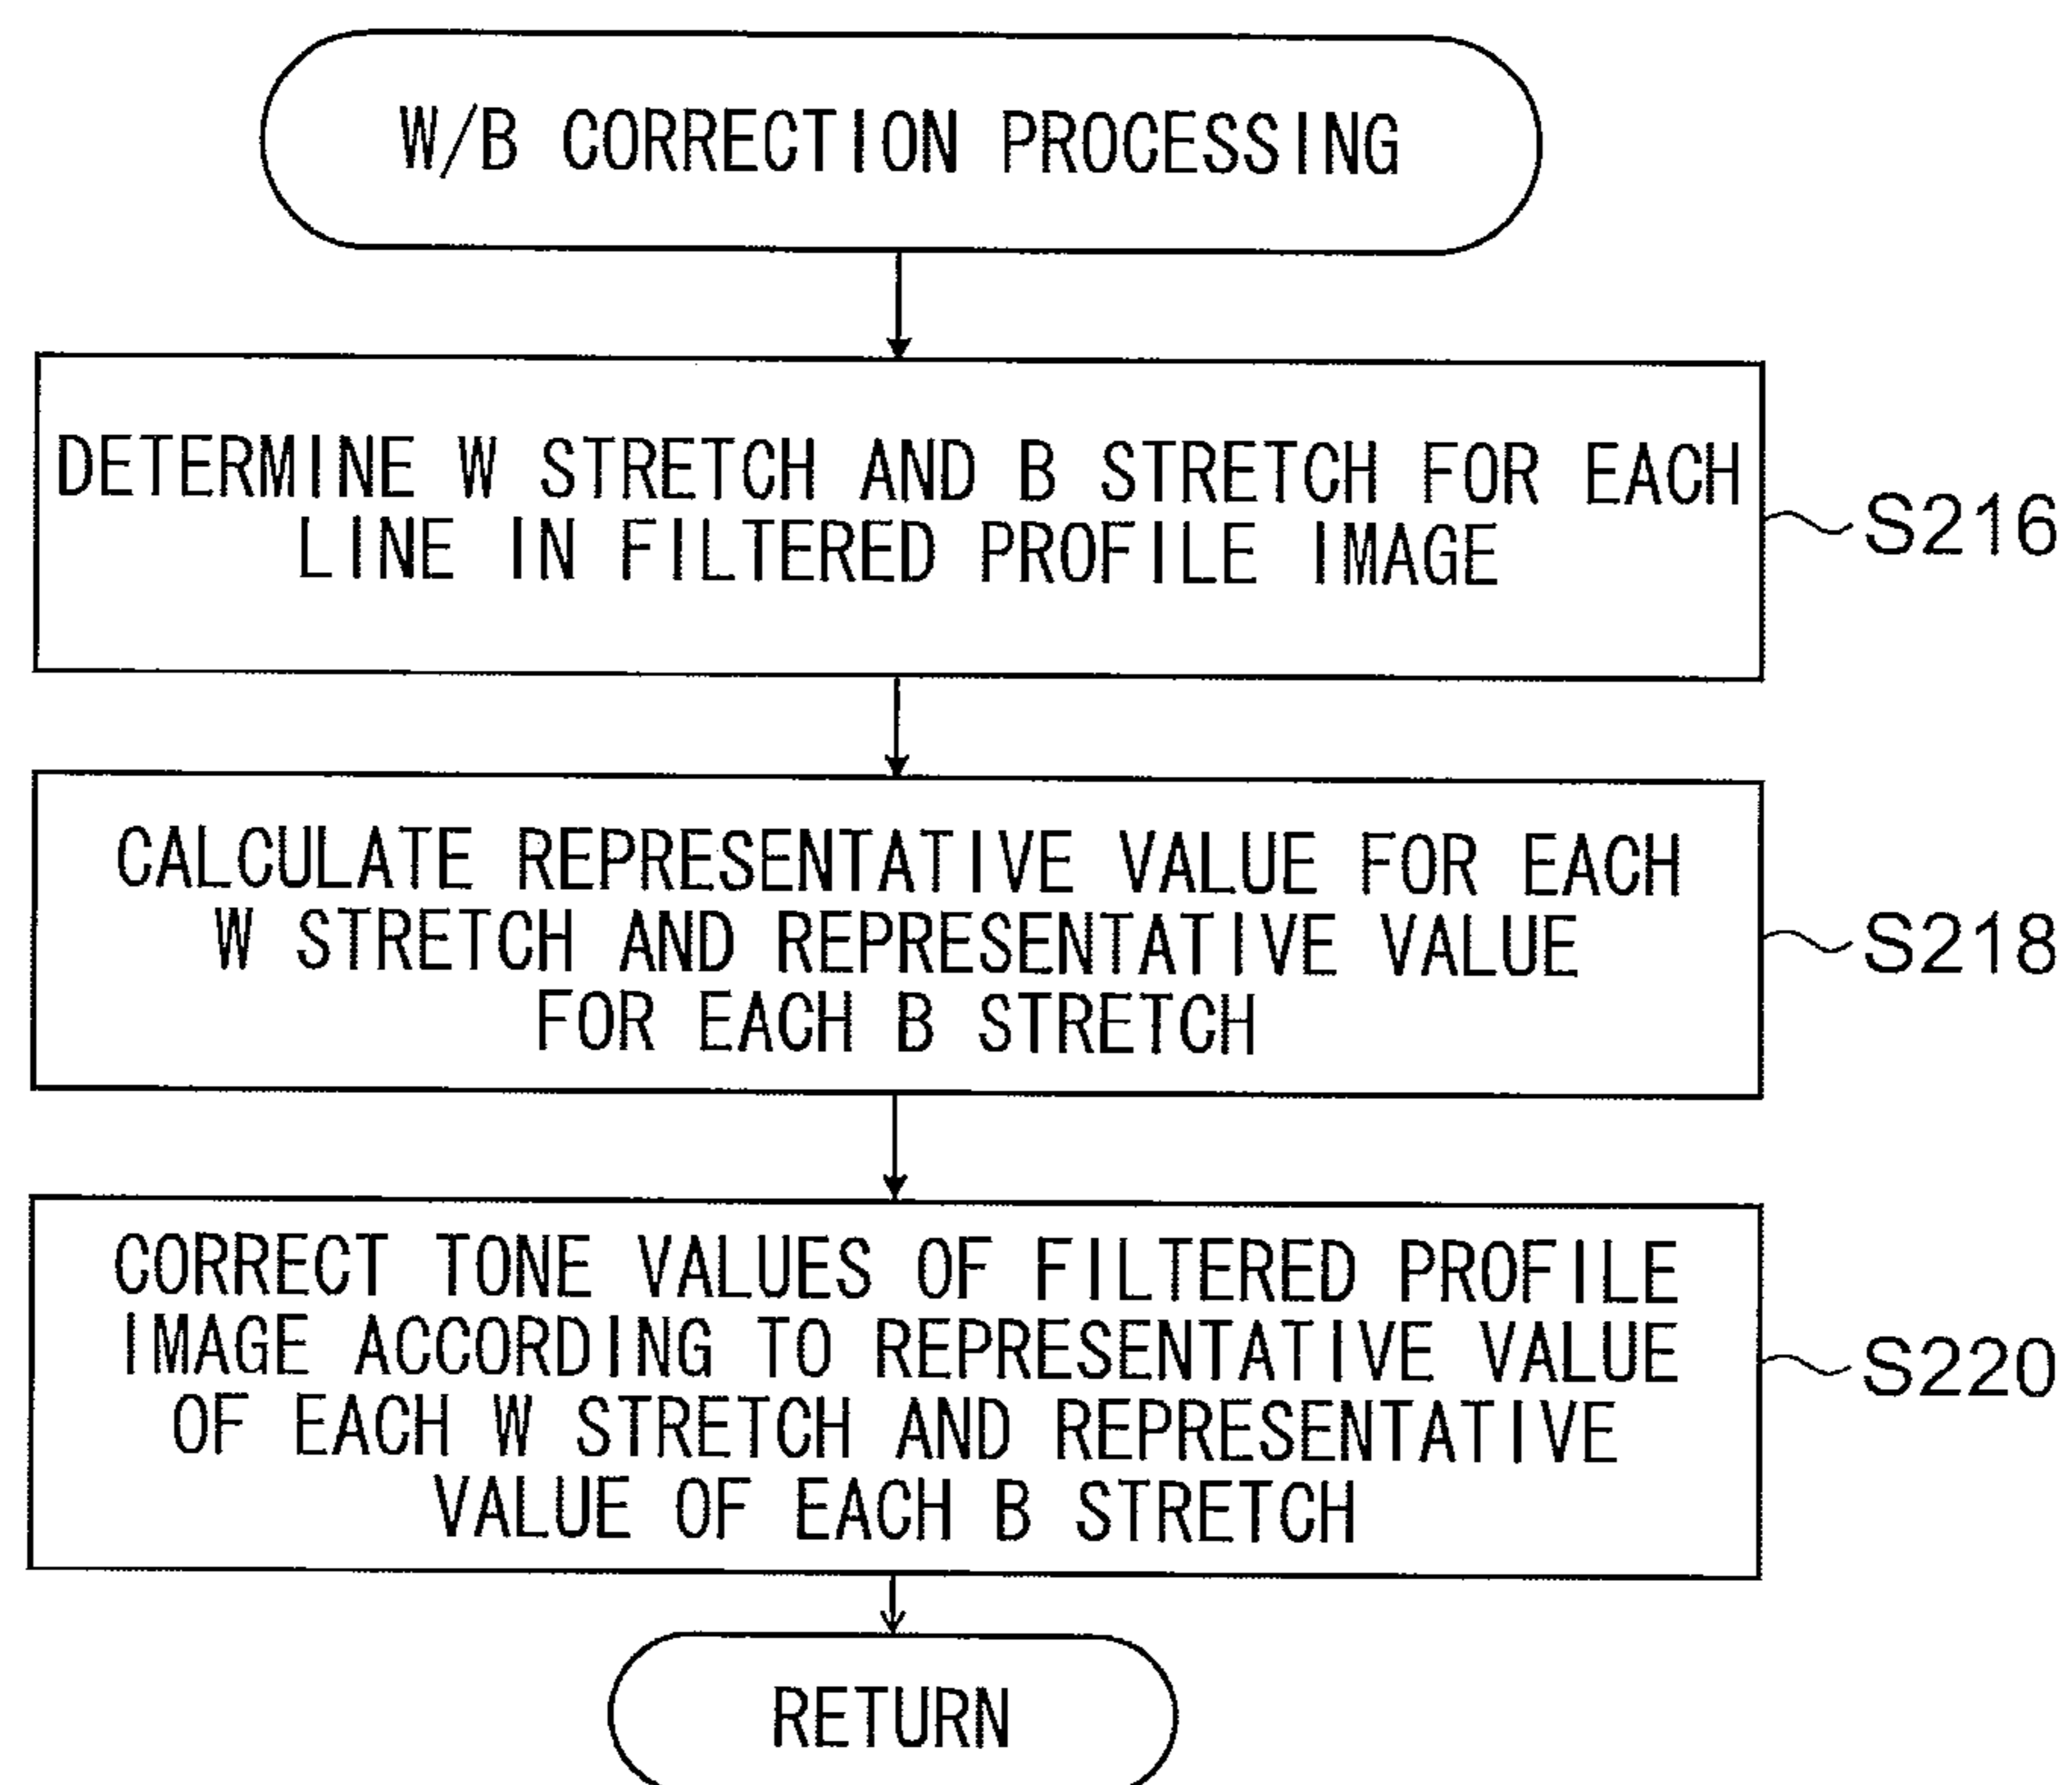 W/B CORRECTION PROCESSING
DETERMINE W STRETCH AND B STRETCH FOR EACH
LINE IN FILTERED PROFILE IMAGE
S216
CALCULATE REPRESENTATIVE VALUE FOR EACH
W STRETCH AND REPRESENTATIVE VALUE
FOR EACH B STRETCH
S218
CORRECT TONE VALUES OF FILTERED PROFILE
IMAGE ACCORDING TO REPRESENTATIVE VALUE
OF EACH W STRETCH AND REPRESENTATIVE
VALUE OF EACH B STRETCH
S220
RETURN